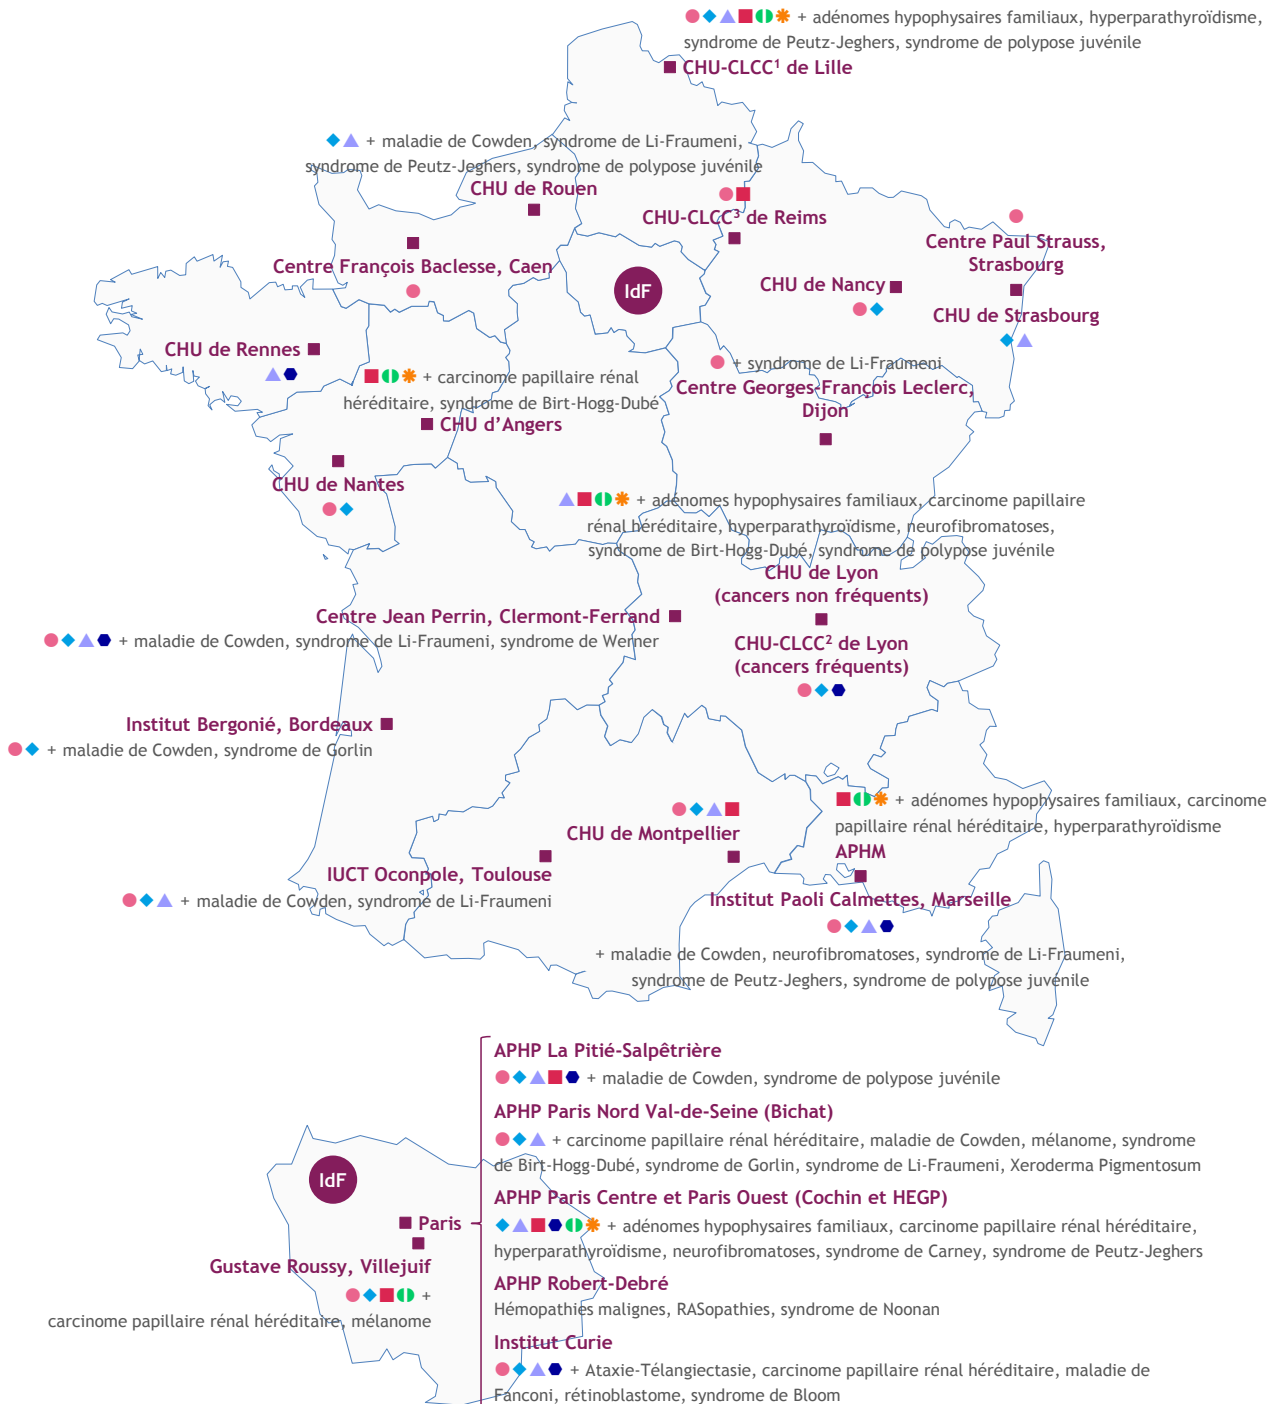 + adénomes hypophysaires familiaux, hyperparathyroïdisme,
syndrome de Peutz-Jeghers, syndrome de polypose juvénile
CHU-CLCC¹ de Lille
+ maladie de Cowden, syndrome de Li-Fraumeni,
syndrome de Peutz-Jeghers, syndrome de polypose juvénile
CHU de Rouen
CHU-CLCC³ de Reims
Centre Paul Strauss,
Strasbourg
Centre François Baclesse, Caen
IdF
CHU de Nancy
CHU de Strasbourg
CHU de Rennes
+ syndrome de Li-Fraumeni
Centre Georges-François Leclerc,
Dijon
+ carcinome papillaire rénal
héréditaire, syndrome de Birt-Hogg-Dubé
CHU d’Angers
CHU de Nantes
+ adénomes hypophysaires familiaux, carcinome papillaire
rénal héréditaire, hyperparathyroïdisme, neurofibromatoses,
syndrome de Birt-Hogg-Dubé, syndrome de polypose juvénile
CHU de Lyon
(cancers non fréquents)
Centre Jean Perrin, Clermont-Ferrand
+ maladie de Cowden, syndrome de Li-Fraumeni, syndrome de Werner
CHU-CLCC² de Lyon
(cancers fréquents)
Institut Bergonié, Bordeaux
+ maladie de Cowden, syndrome de Gorlin
+ adénomes hypophysaires familiaux, carcinome
papillaire rénal héréditaire, hyperparathyroïdisme
APHM
CHU de Montpellier
IUCT Oconpole, Toulouse
+ maladie de Cowden, syndrome de Li-Fraumeni
Institut Paoli Calmettes, Marseille
+ maladie de Cowden, neurofibromatoses, syndrome de Li-Fraumeni,
syndrome de Peutz-Jeghers, syndrome de polypose juvénile
IdF
Paris
Gustave Roussy, Villejuif
+
carcinome papillaire rénal héréditaire, mélanome
APHP La Pitié-Salpêtrière
+ maladie de Cowden, syndrome de polypose juvénile
APHP Paris Nord Val-de-Seine (Bichat)
+ carcinome papillaire rénal héréditaire, maladie de Cowden, mélanome, syndrome
de Birt-Hogg-Dubé, syndrome de Gorlin, syndrome de Li-Fraumeni, Xeroderma Pigmentosum
APHP Paris Centre et Paris Ouest (Cochin et HEGP)
+ adénomes hypophysaires familiaux, carcinome papillaire rénal héréditaire,
hyperparathyroïdisme, neurofibromatoses, syndrome de Carney, syndrome de Peutz-Jeghers
APHP Robert-Debré
Hémopathies malignes, RASopathies, syndrome de Noonan
Institut Curie
+ Ataxie-Télangiectasie, carcinome papillaire rénal héréditaire, maladie de
Fanconi, rétinoblastome, syndrome de Bloom